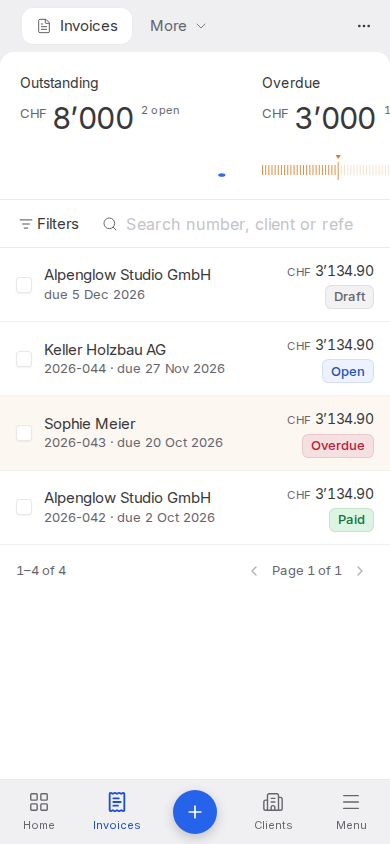 Invoices
More
Outstanding
CHF 8’000 2 open
Overdue
CHF 3’000 1
Filters
Search number, client or refe
Alpenglow Studio GmbH
due 5 Dec 2026
CHF 3’134.90
Draft
Keller Holzbau AG
2026-044 · due 27 Nov 2026
CHF 3’134.90
Open
Sophie Meier
2026-043 · due 20 Oct 2026
CHF 3’134.90
Overdue
Alpenglow Studio GmbH
2026-042 · due 2 Oct 2026
CHF 3’134.90
Paid
1–4 of 4
Page 1 of 1
Home
Invoices
Clients
Menu